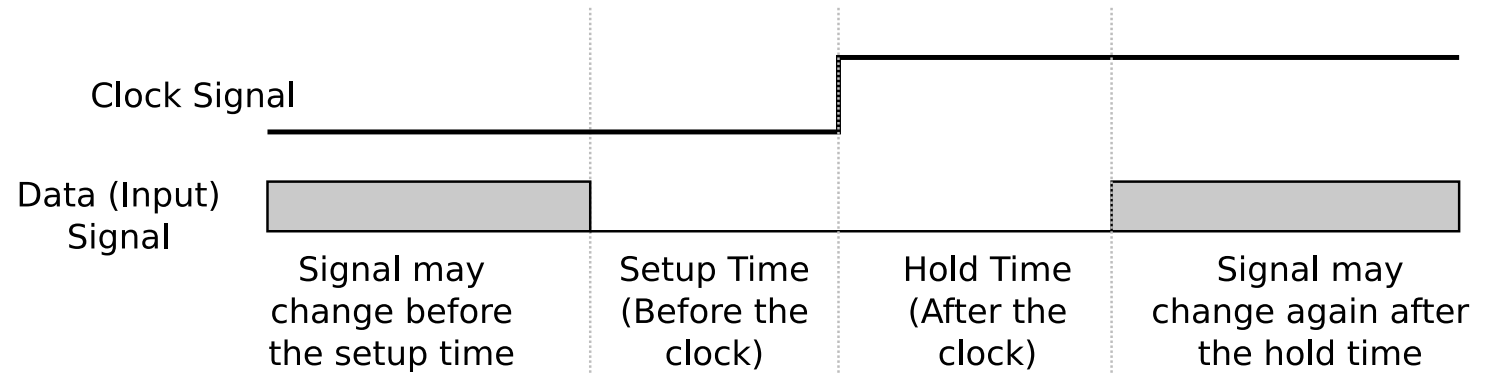 Clock Signal
Data (Input)
Signal
Signal may
change before
the setup time
Setup Time
(Before the
clock)
Hold Time
(After the
clock)
Signal may
change again after
the hold time